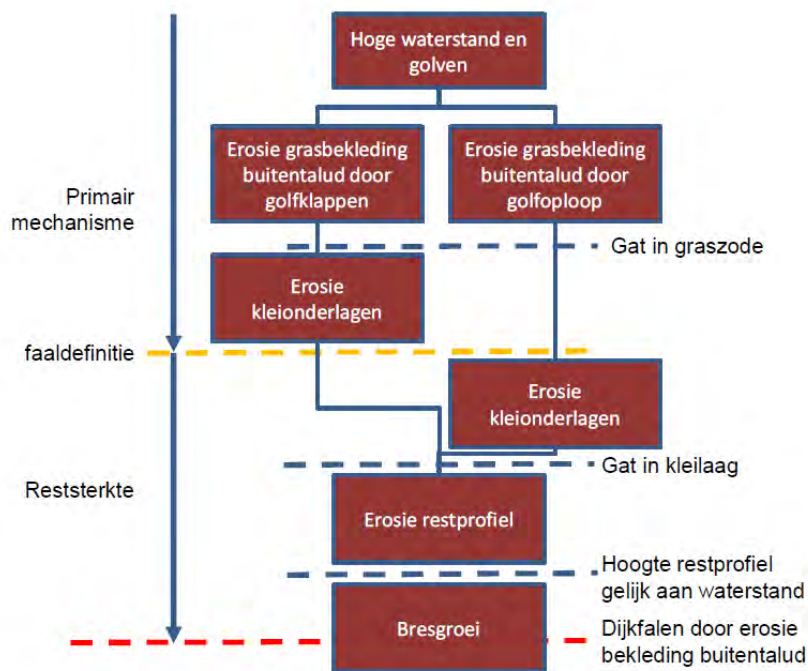 Hoge waterstand en
golven
Erosie grasbekleding
buitentalud door
golfklappen
Erosie grasbekleding
buitentalud door
golfoploop
Primair
mechanisme
Gat in graszode
Erosie
kleionderlagen
faaldefinitie
Erosie
kleionderlagen
Gat in kleilaag
Reststerkte
Erosie restprofiel
Hoogte restprofiel
gelijk aan waterstand
Bresgroei
Dijkfalen door erosie
bekleding buitentalud